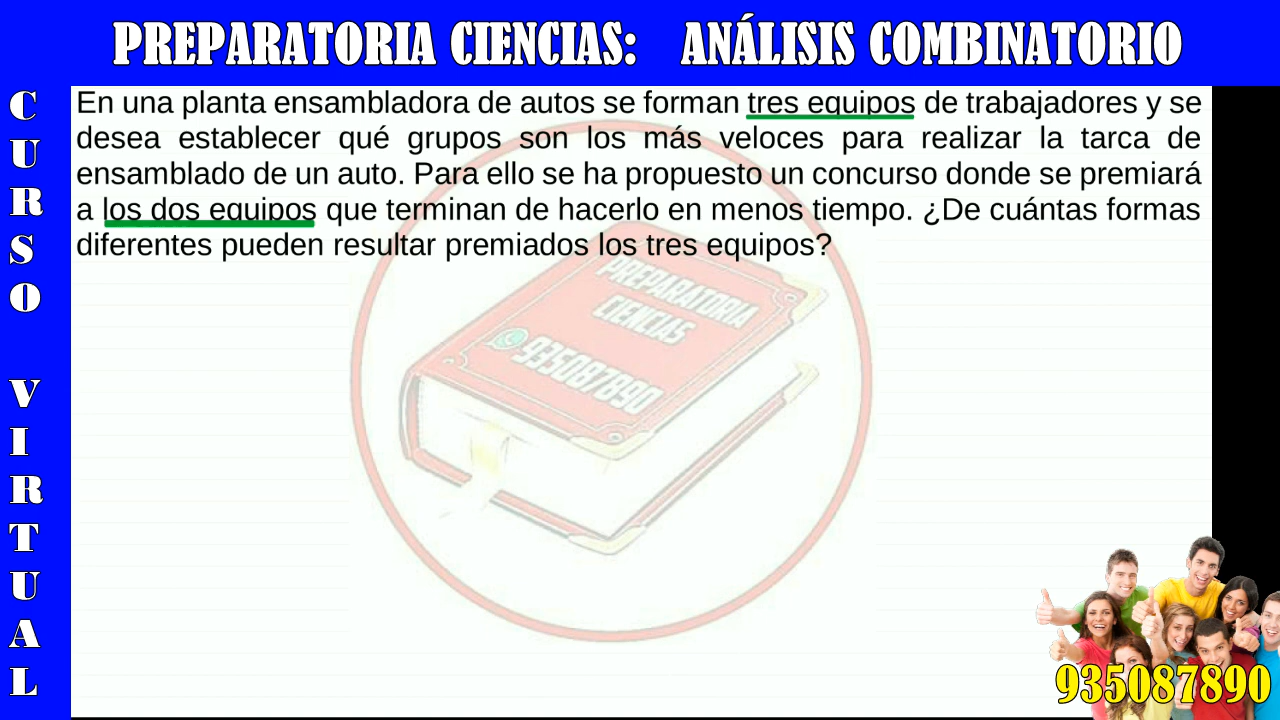 PREPARATORIA CIENCIAS: ANÁLISIS COMBINATORIO
CURSO VIRTUAL
En una planta ensambladora de autos se forman tres equipos de trabajadores y se
desea establecer qué grupos son los más veloces para realizar la tarca de
ensamblado de un auto. Para ello se ha propuesto un concurso donde se premiará
a los dos equipos que terminan de hacerlo en menos tiempo. ¿De cuántas formas
diferentes pueden resultar premiados los tres equipos?
PREPARATORIA
CIENCIAS
935087890
935087890